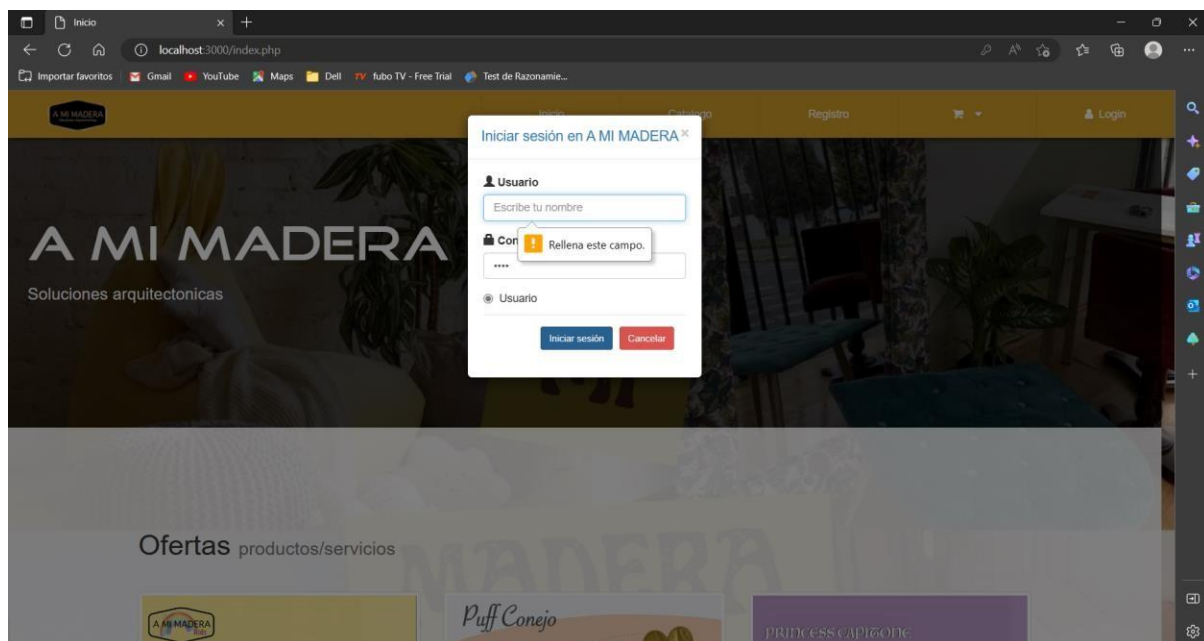 Inicio
localhost:3000/index.php
Importar favoritos Gmail YouTube Maps Dell fubo TV - Free Trial Test de Razonamie...
A MI MADERA Inicio Catalogo Registro Login
Iniciar sesión en A MI MADERA ×
Usuario
Escribe tu nombre
Con
Rellena este campo.
••••
Usuario
Iniciar sesión Cancelar
A MI MADERA
Soluciones arquitectonicas
MADERA
Ofertas productos/servicios
A MI MADERA
Kids
Puff Conejo
PRINCESS CAPITONE